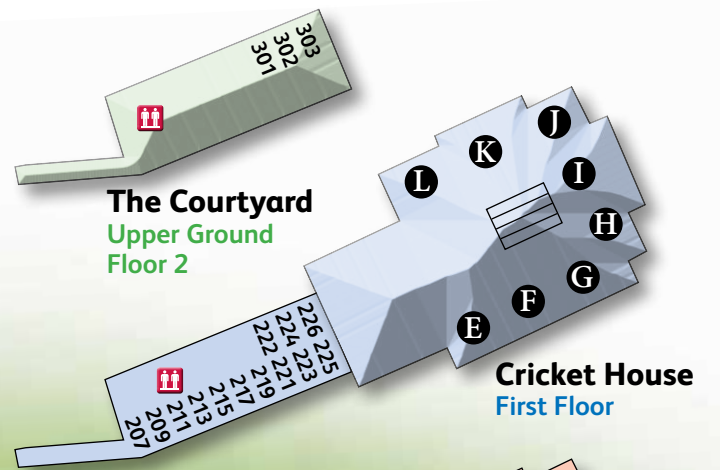 301
302
303
The Courtyard
Upper Ground
Floor 2
J
K
L
I
H
G
F
E
226 225
224 223
222 221
219
217
215
213
211
209
207
Cricket House
First Floor